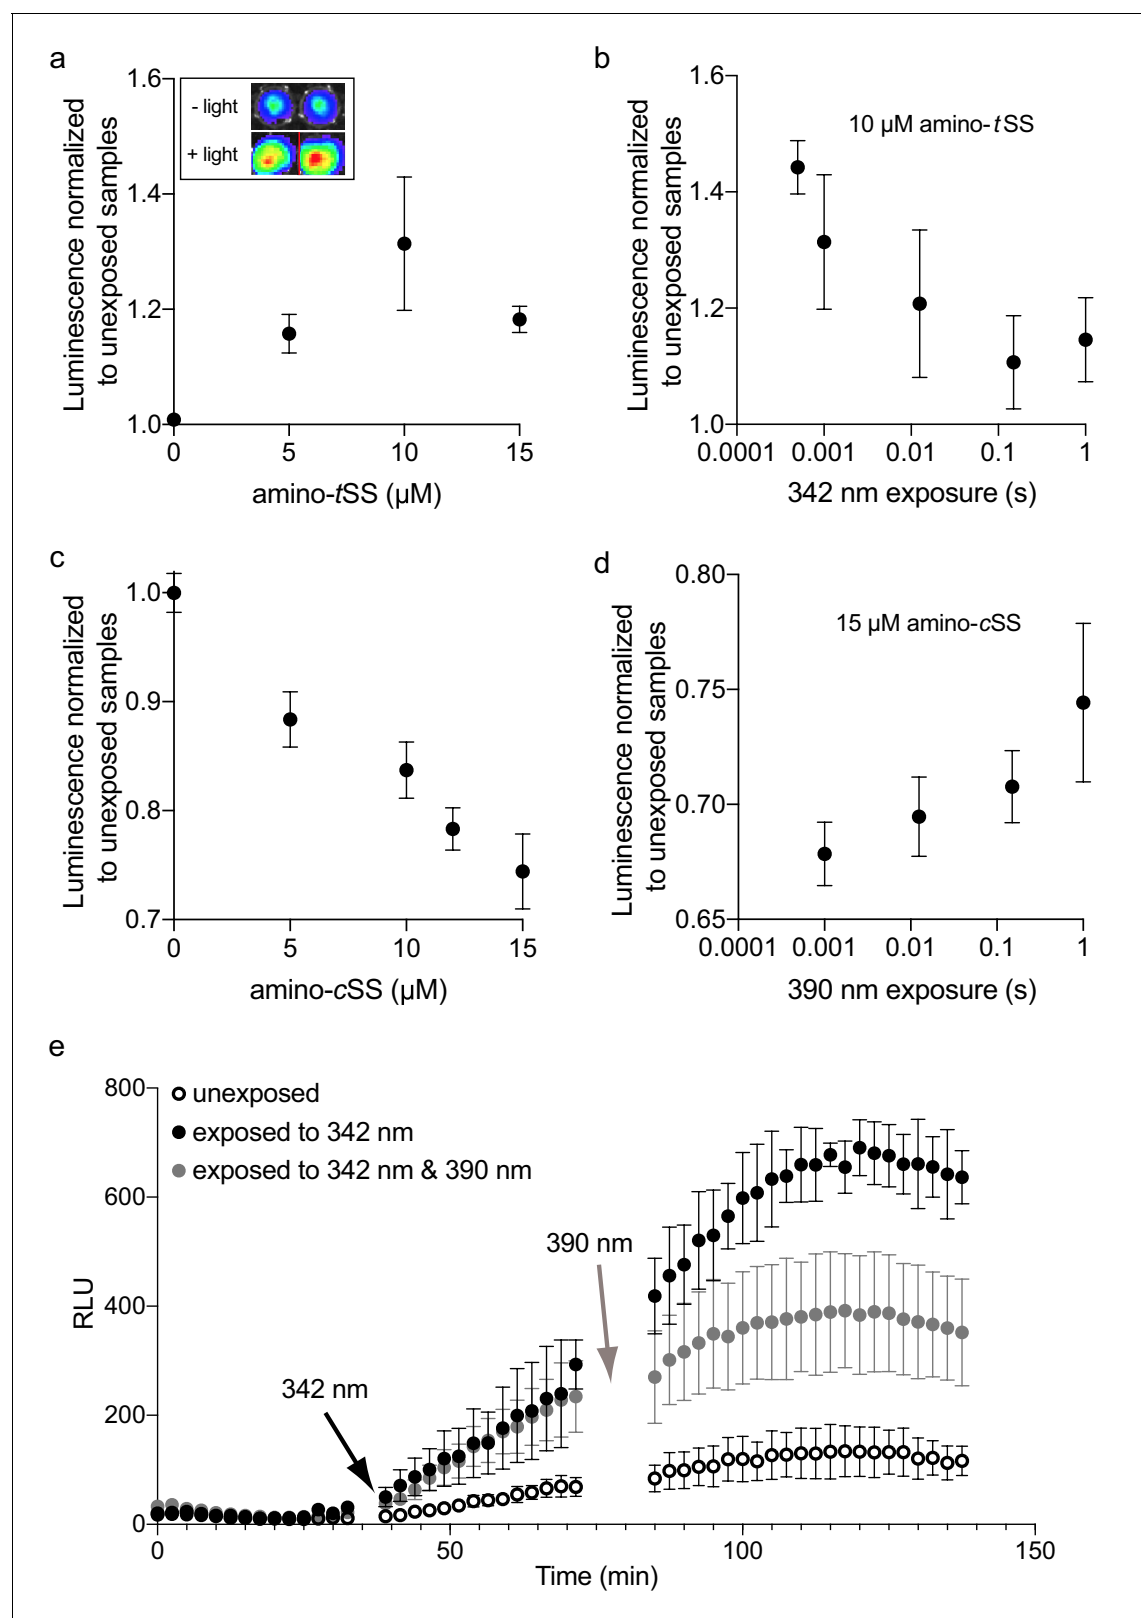 a
Luminescence normalized
to unexposed samples
1.6
1.4
1.2
1.0
- light
+ light
0
5
10
15
amino-tSS (µM)
b
Luminescence normalized
to unexposed samples
1.6
1.4
1.2
1.0
10 µM amino-tSS
0.0001
0.001
0.01
0.1
1
342 nm exposure (s)
c
Luminescence normalized
to unexposed samples
1.0
0.9
0.8
0.7
0
5
10
15
amino-cSS (µM)
d
Luminescence normalized
to unexposed samples
0.80
0.75
0.70
0.65
15 µM amino-cSS
0.0001
0.001
0.01
0.1
1
390 nm exposure (s)
e
RLU
800
600
400
200
0
unexposed
exposed to 342 nm
exposed to 342 nm & 390 nm
390 nm
342 nm
0
50
100
150
Time (min)